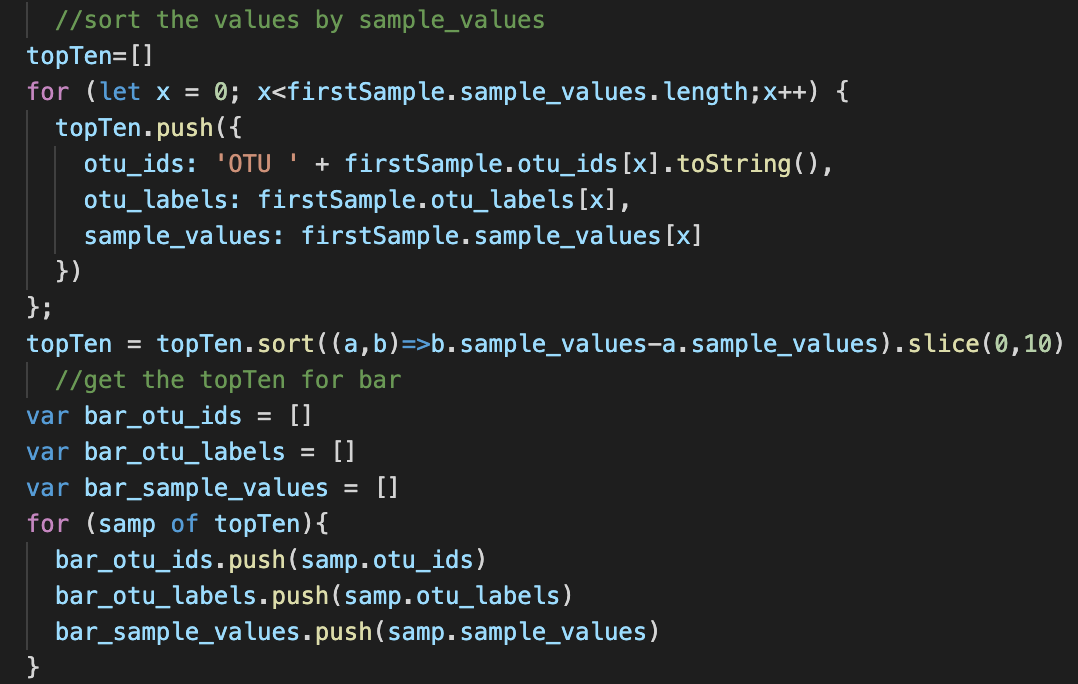 //sort the values by sample_values
topTen=[]
for (let x = 0; x<firstSample.sample_values.length;x++) {
topTen.push({
otu_ids: 'OTU ' + firstSample.otu_ids[x].toString(),
otu_labels: firstSample.otu_labels[x],
sample_values: firstSample.sample_values[x]
})
};
topTen = topTen.sort((a,b)=>b.sample_values-a.sample_values).slice(0,10)
//get the topTen for bar
var bar_otu_ids = []
var bar_otu_labels = []
var bar_sample_values = []
for (samp of topTen){
bar_otu_ids.push(samp.otu_ids)
bar_otu_labels.push(samp.otu_labels)
bar_sample_values.push(samp.sample_values)
}